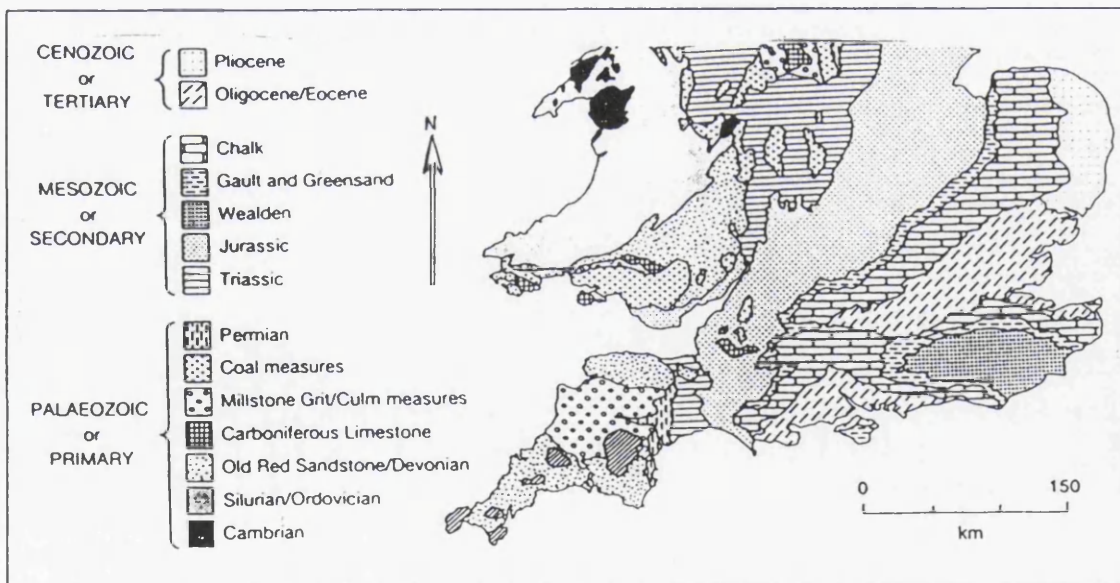 CENOZOIC
or
TERTIARY
Pliocene
Oligocene/Eocene
MESOZOIC
or
SECONDARY
Chalk
Gault and Greensand
Wealden
Jurassic
Triassic
PALAEOZOIC
or
PRIMARY
Permian
Coal measures
Millstone Grit/Culm measures
Carboniferous Limestone
Old Red Sandstone/Devonian
Silurian/Ordovician
Cambrian
N
0 150
km